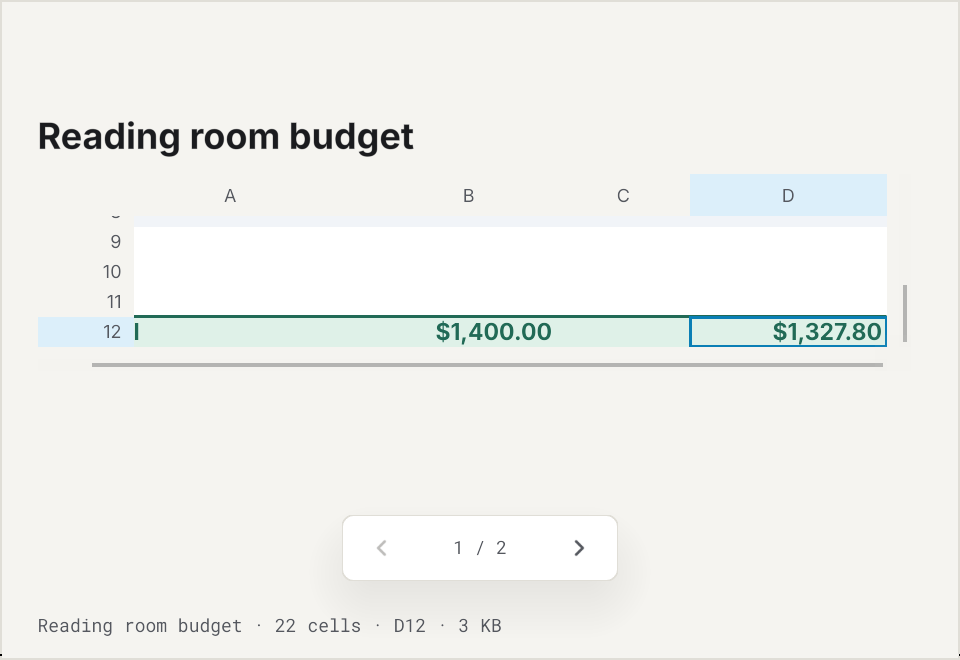 Reading room budget
A B C D
9
10
11
12 $1,400.00 $1,327.80
1 / 2
Reading room budget · 22 cells · D12 · 3 KB